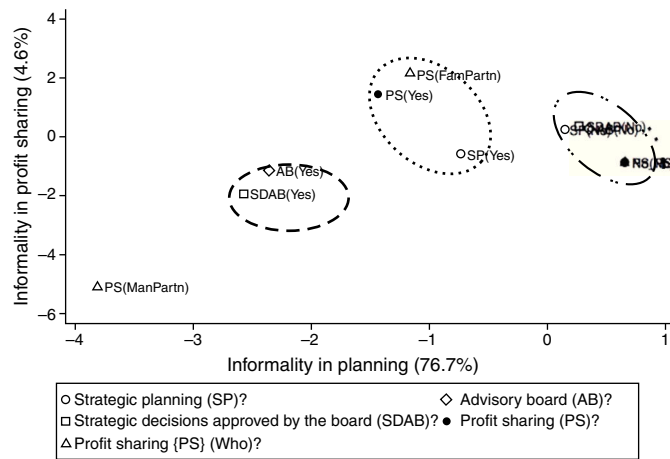 Informality in profit sharing (4.6%)
4
2
0
−2
−4
−6
PS(FamPartn)
PS(Yes)
SP(Yes)
AB(Yes)
SDAB(Yes)
PS(ManPartn)
−4 −3 −2 −1 0 1
Informality in planning (76.7%)
Strategic planning (SP)? Advisory board (AB)?
Strategic decisions approved by the board (SDAB)? Profit sharing (PS)?
Profit sharing {PS} (Who)?